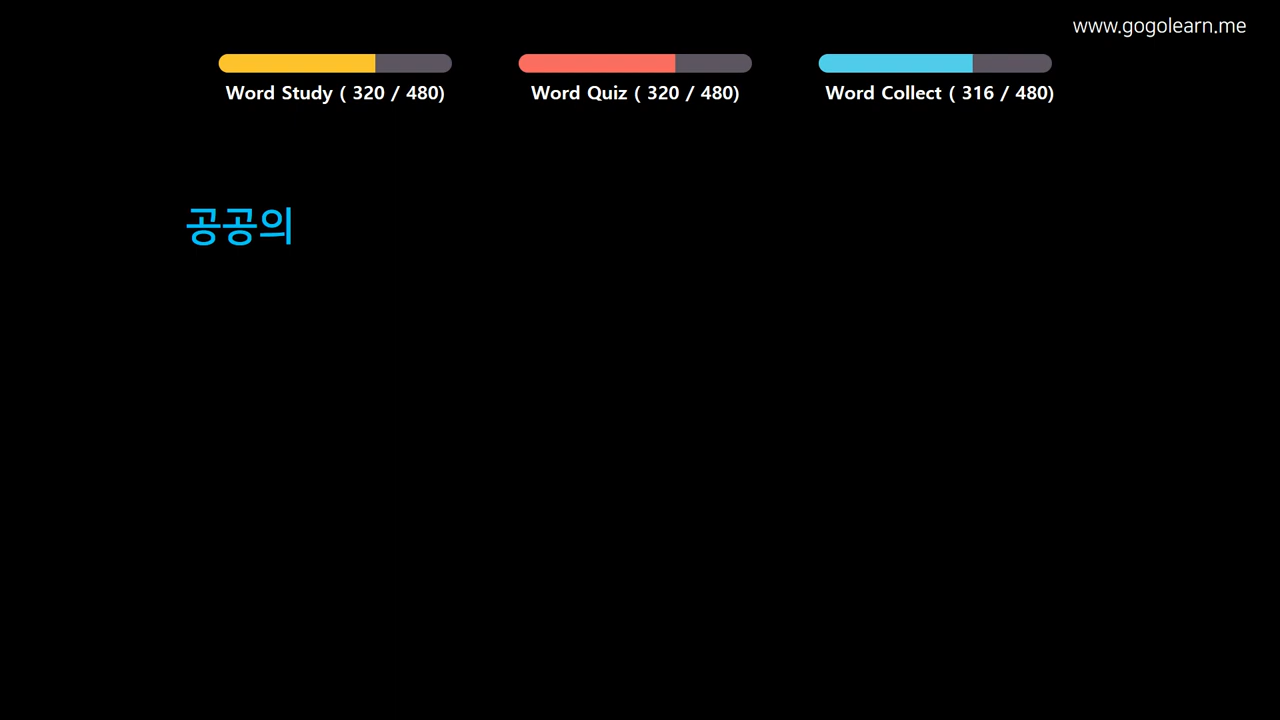 www.gogolearn.me
Word Study ( 320 / 480)
Word Quiz ( 320 / 480)
Word Collect ( 316 / 480)
공공의